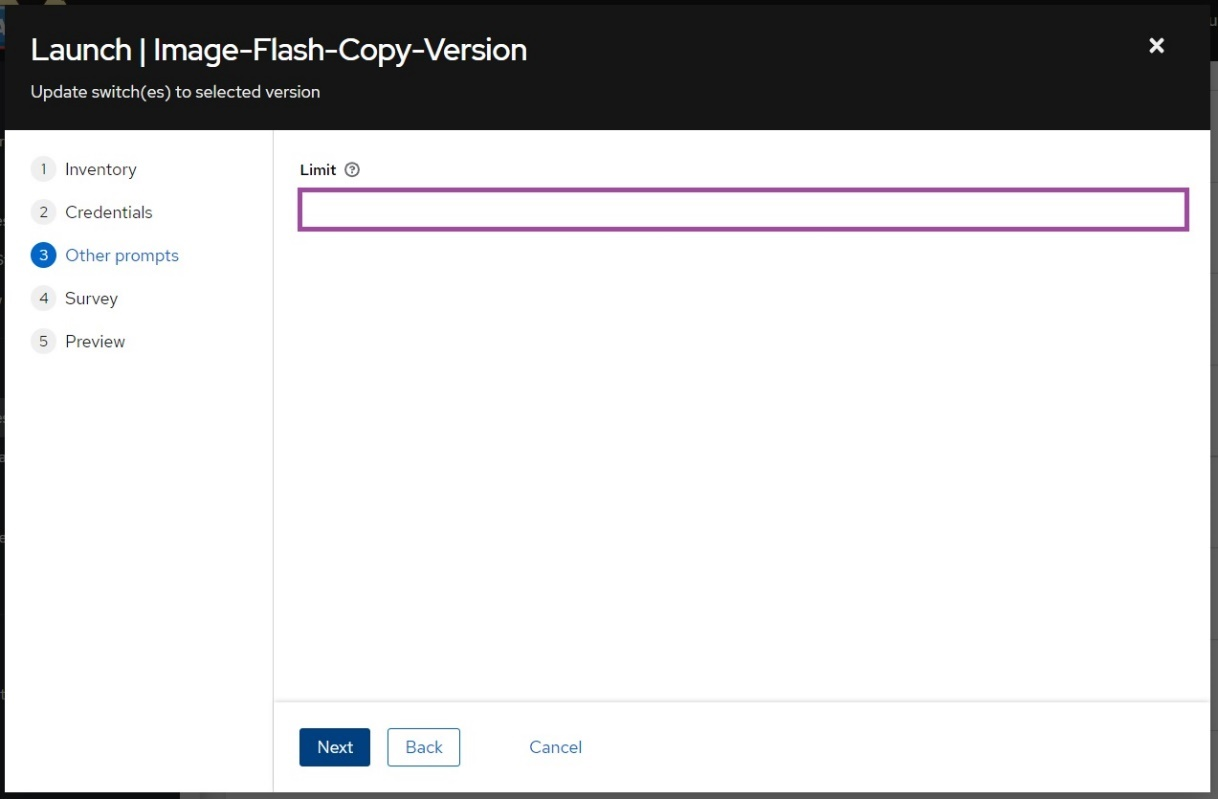 Launch | Image-Flash-Copy-Version
Update switch(es) to selected version
1 Inventory
2 Credentials
3 Other prompts
4 Survey
5 Preview
Limit ?
Next Back Cancel